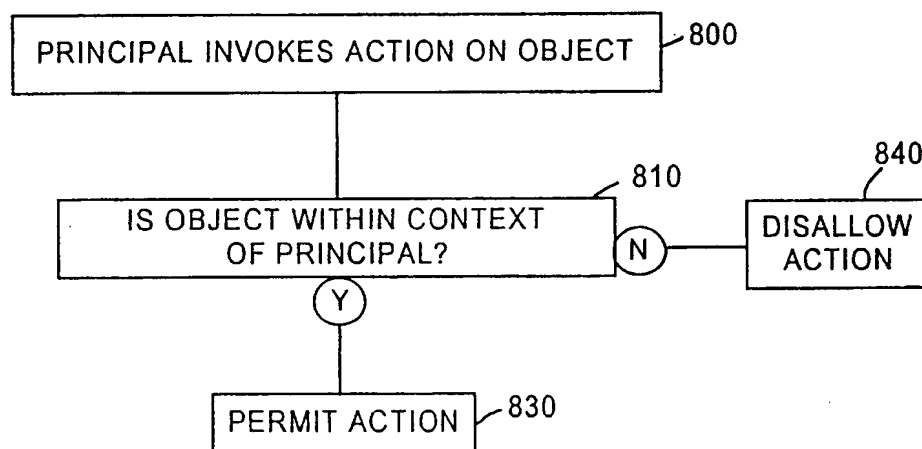 PRINCIPAL INVOKES ACTION ON OBJECT
800
810
IS OBJECT WITHIN CONTEXT
OF PRINCIPAL?
N
840
DISALLOW
ACTION
Y
PERMIT ACTION
830